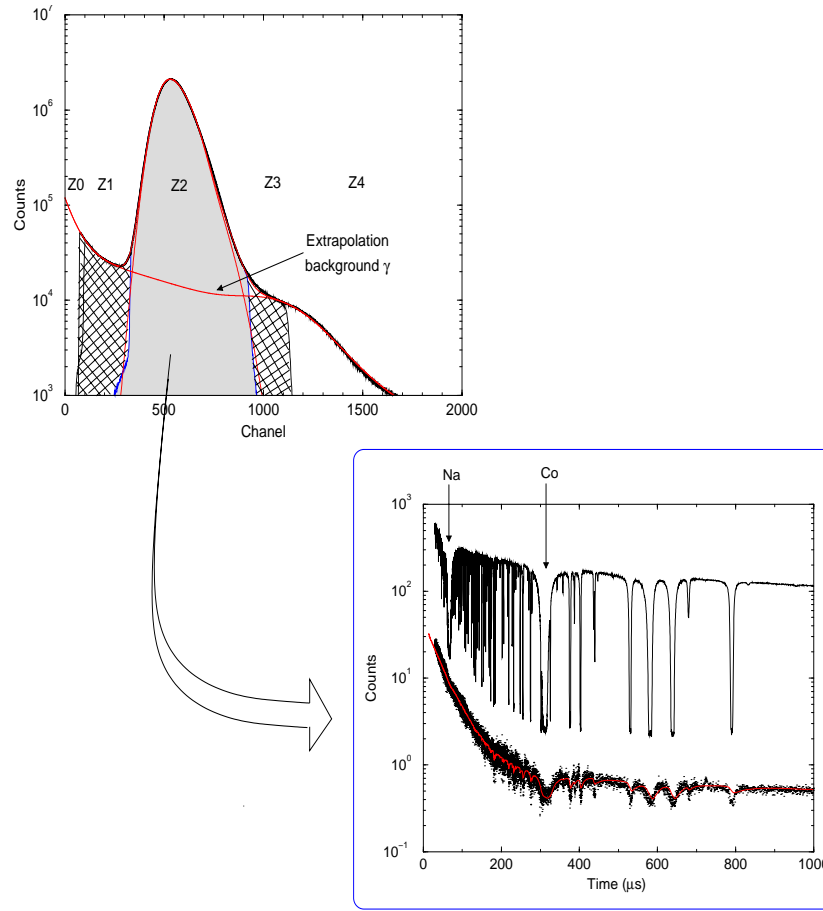 10^7
10^6
10^5
10^4
10^3
Counts
Z0 Z1 Z2 Z3 Z4
Extrapolation
background γ
0 500 1000 1500 2000
Chanel
Na Co
10^3
10^2
10^1
10^0
10^−1
Counts
0 200 400 600 800 1000
Time (μs)